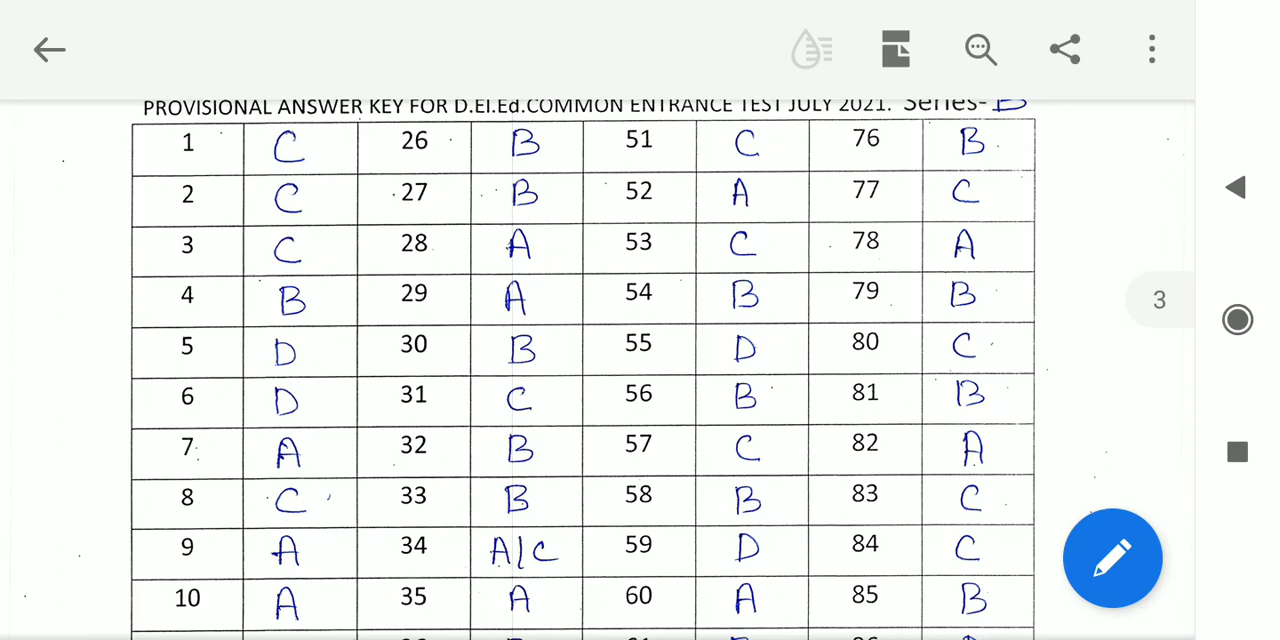 PROVISIONAL ANSWER KEY FOR D.El.Ed.COMMON ENTRANCE TEST JULY 2021. Series-B
1 C 26 B 51 C 76 B
2 C 27 B 52 A 77 C
3 C 28 A 53 C 78 A
4 B 29 A 54 B 79 B
5 D 30 B 55 D 80 C
6 D 31 C 56 B 81 B
7 A 32 B 57 C 82 A
8 C 33 B 58 B 83 C
9 A 34 A/C 59 D 84 C
10 A 35 A 60 A 85 B
3